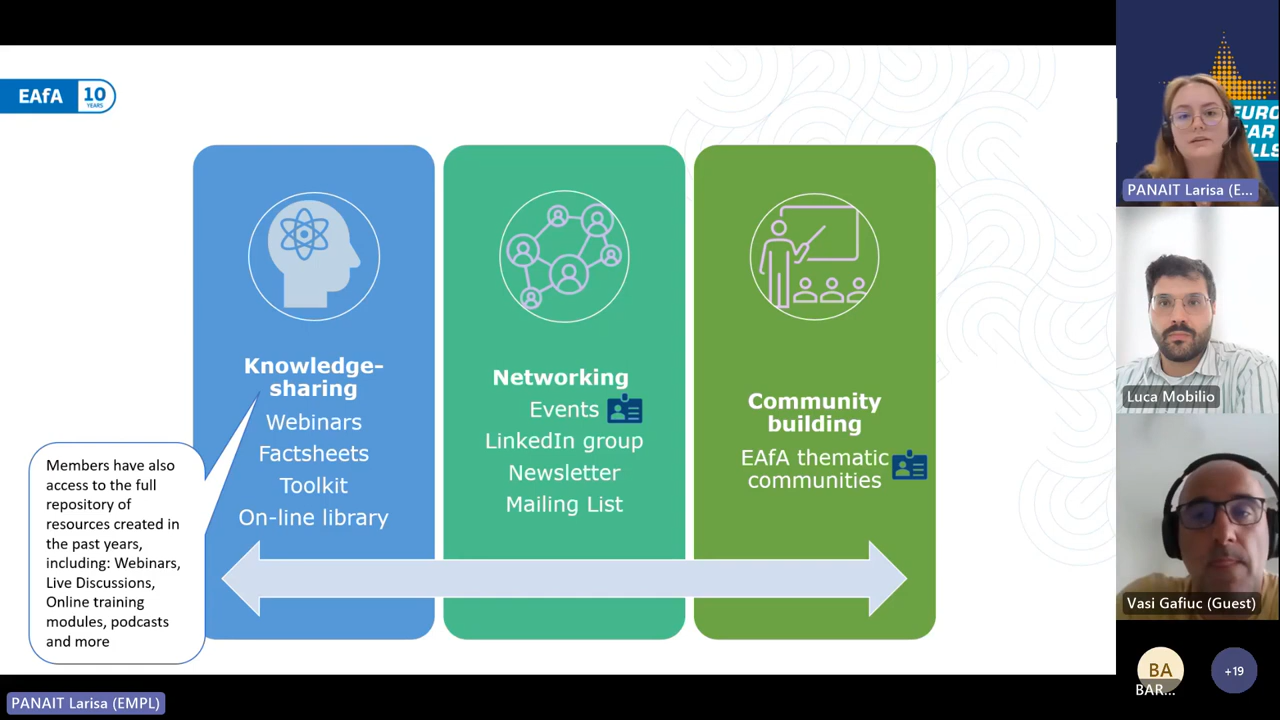 EAfA 10
YEARS
Knowledge-
sharing
Webinars
Factsheets
Toolkit
On-line library
Networking
Events
LinkedIn group
Newsletter
Mailing List
Community
building
EAfA thematic
communities
Members have also
access to the full
repository of
resources created in
the past years,
including: Webinars,
Live Discussions,
Online training
modules, podcasts
and more
PANAIT Larisa (EMPL)
EURO
EAR
LLS
PANAIT Larisa (E...
Luca Mobilio
Vasi Gafiuc (Guest)
BA
BAR...
+19